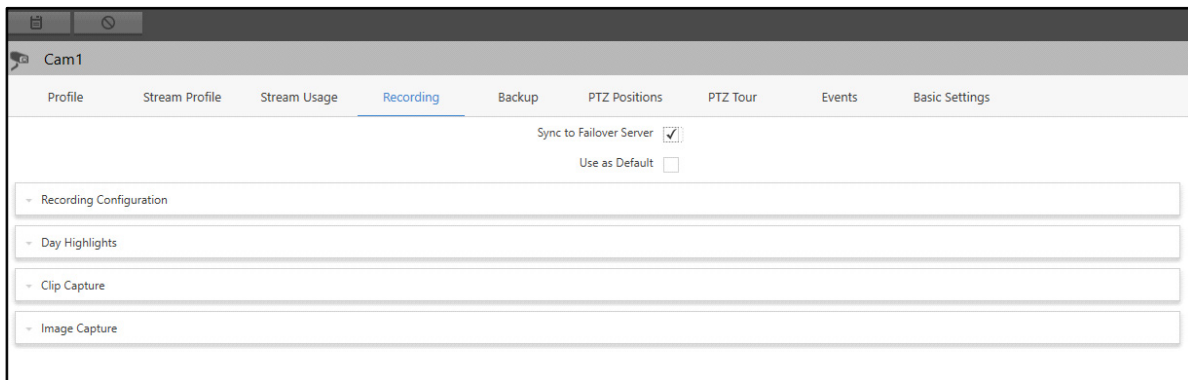 Cam1
Profile Stream Profile Stream Usage Recording Backup PTZ Positions PTZ Tour Events Basic Settings
Sync to Failover Server
Use as Default
Recording Configuration
Day Highlights
Clip Capture
Image Capture